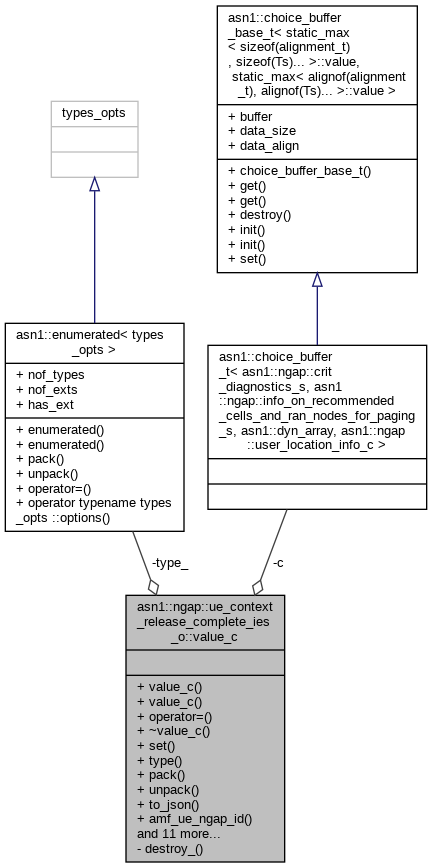 asn1::choice_buffer
_base_t< static_max
< sizeof(alignment_t)
, sizeof(Ts)... >::value,
static_max< alignof(alignment
_t), alignof(Ts)... >::value >
+ buffer
+ data_size
+ data_align
+ choice_buffer_base_t()
+ get()
+ get()
+ destroy()
+ init()
+ init()
+ set()
types_opts
asn1::enumerated< types
_opts >
+ nof_types
+ nof_exts
+ has_ext
+ enumerated()
+ enumerated()
+ pack()
+ unpack()
+ operator=()
+ operator typename types
_opts ::options()
asn1::choice_buffer
_t< asn1::ngap::crit
_diagnostics_s, asn1
::ngap::info_on_recommended
_cells_and_ran_nodes_for_paging
_s, asn1::dyn_array, asn1::ngap
::user_location_info_c >
-type_
-c
asn1::ngap::ue_context
_release_complete_ies
_o::value_c
+ value_c()
+ value_c()
+ operator=()
+ ~value_c()
+ set()
+ type()
+ pack()
+ unpack()
+ to_json()
+ amf_ue_ngap_id()
and 11 more...
- destroy_()